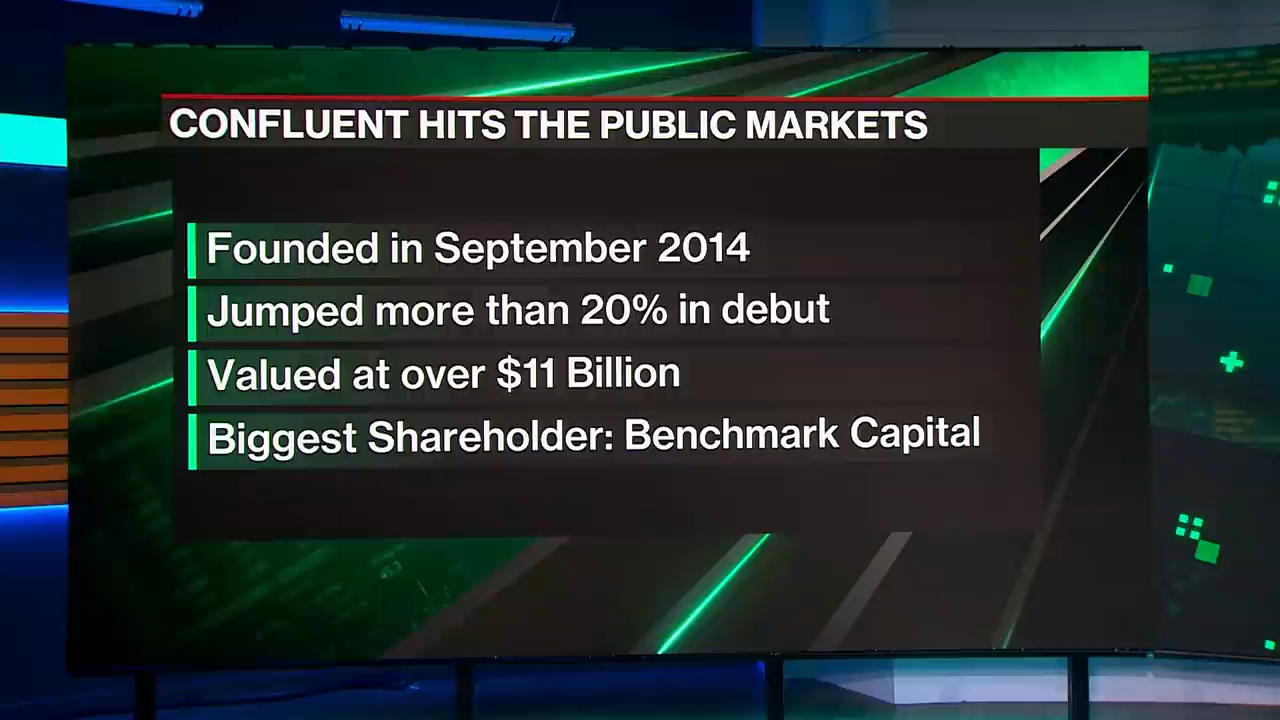 CONFLUENT HITS THE PUBLIC MARKETS
Founded in September 2014
Jumped more than 20% in debut
Valued at over $11 Billion
Biggest Shareholder: Benchmark Capital